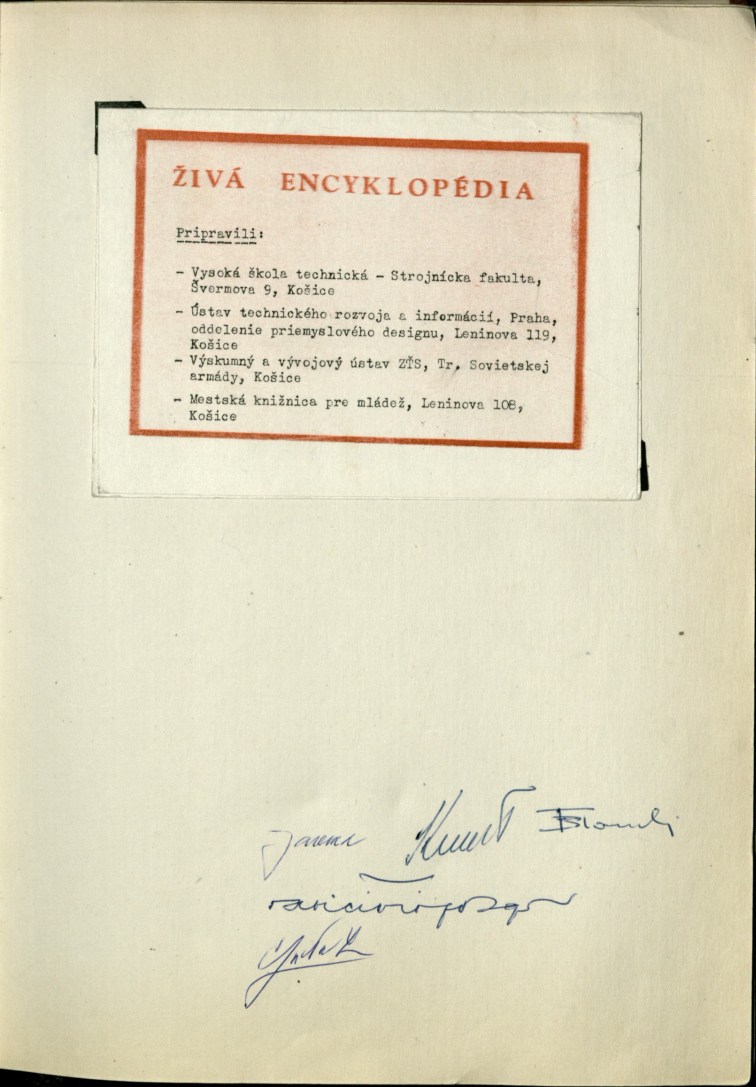 ŽIVÁ ENCYKLOPÉDIA
Pripravili:
- Vysoká škola technická - Strojnícka fakulta,
Švermova 9, Košice
- Ústav technického rozvoja a informácií, Praha,
oddelenie priemyslového designu, Leninova 119,
Košice
- Výskumný a vývojový ústav ZŤS, Tr. Sovietskej
armády, Košice
- Mestská knižnica pre mládež, Leninova 108,
Košice